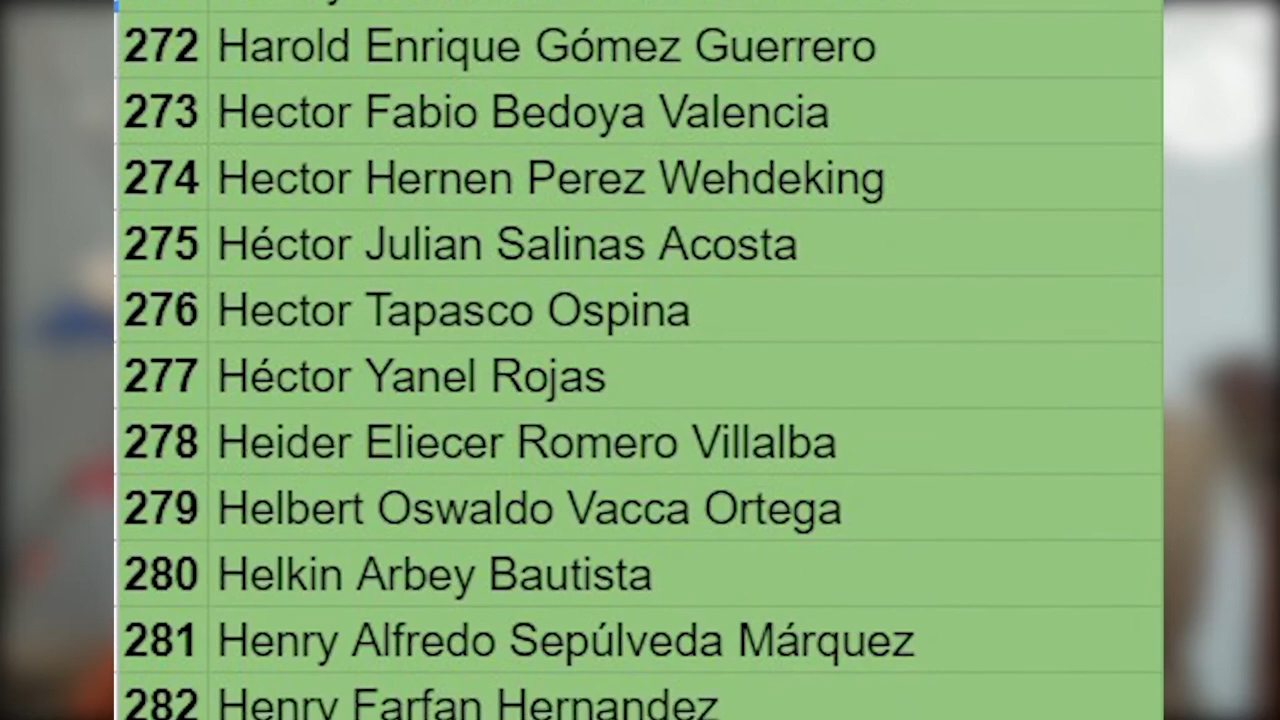 272 Harold Enrique Gómez Guerrero
273 Hector Fabio Bedoya Valencia
274 Hector Hernen Perez Wehdeking
275 Héctor Julian Salinas Acosta
276 Hector Tapasco Ospina
277 Héctor Yanel Rojas
278 Heider Eliecer Romero Villalba
279 Helbert Oswaldo Vacca Ortega
280 Helkin Arbey Bautista
281 Henry Alfredo Sepúlveda Márquez
282 Henry Farfan Hernandez